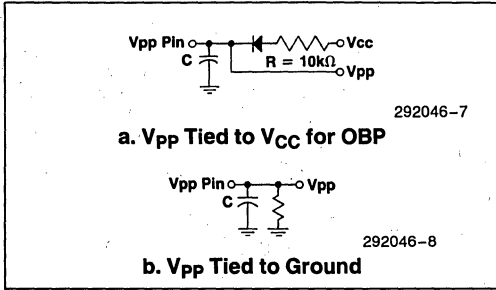 Vpp Pin
Vcc
C
R = 10kΩ
Vpp
292046-7
a. VPP Tied to VCC for OBP
Vpp Pin
Vpp
C
292046-8
b. VPP Tied to Ground